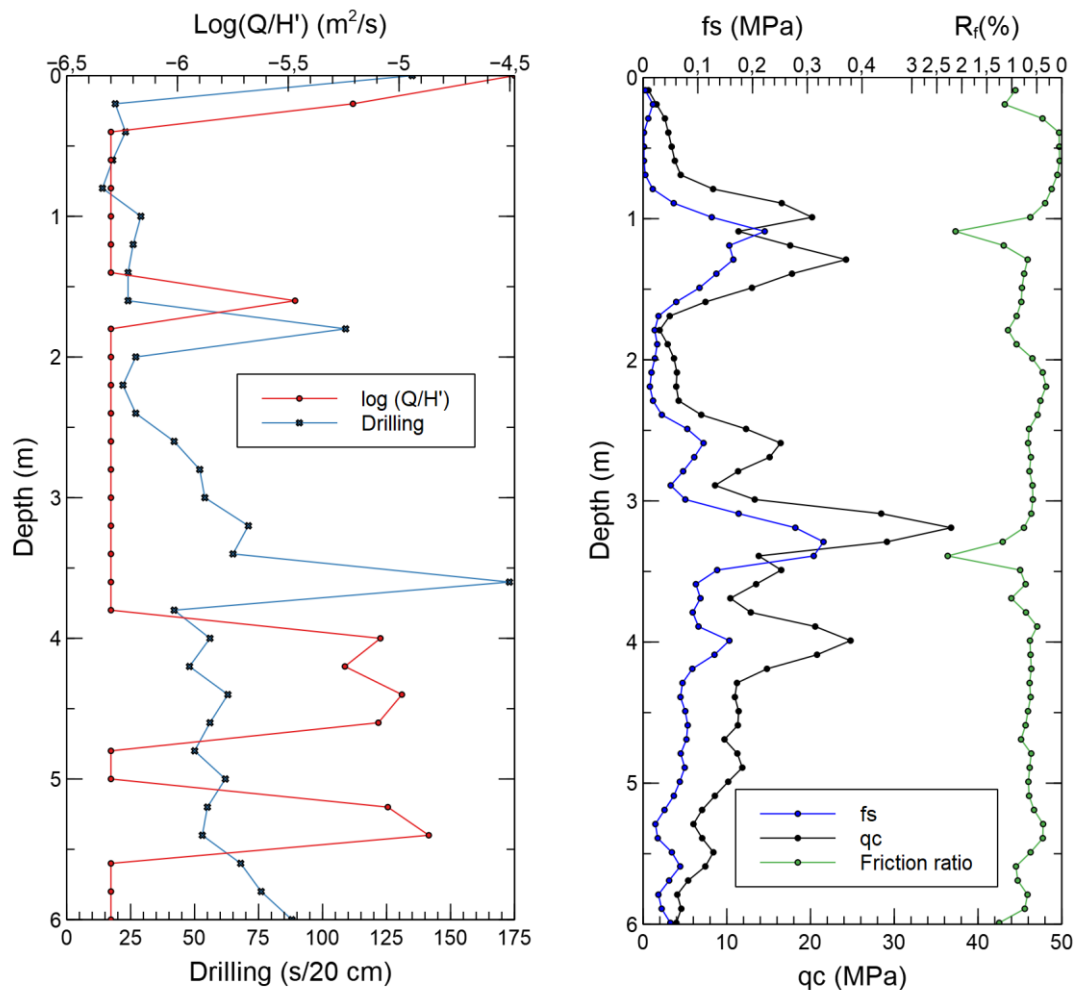 Log(Q/H') (m²/s)
-6,5 -6 -5,5 -5 -4,5
0
1
2
3
4
5
6
Depth (m)
log (Q/H')
Drilling
0 25 50 75 100 125 150 175
Drilling (s/20 cm)
fs (MPa)
0 0,1 0,2 0,3 0,4
R_f(%)
3 2,5 2 1,5 1 0,5 0
0
1
2
3
4
5
6
Depth (m)
fs
qc
Friction ratio
0 10 20 30 40 50
qc (MPa)